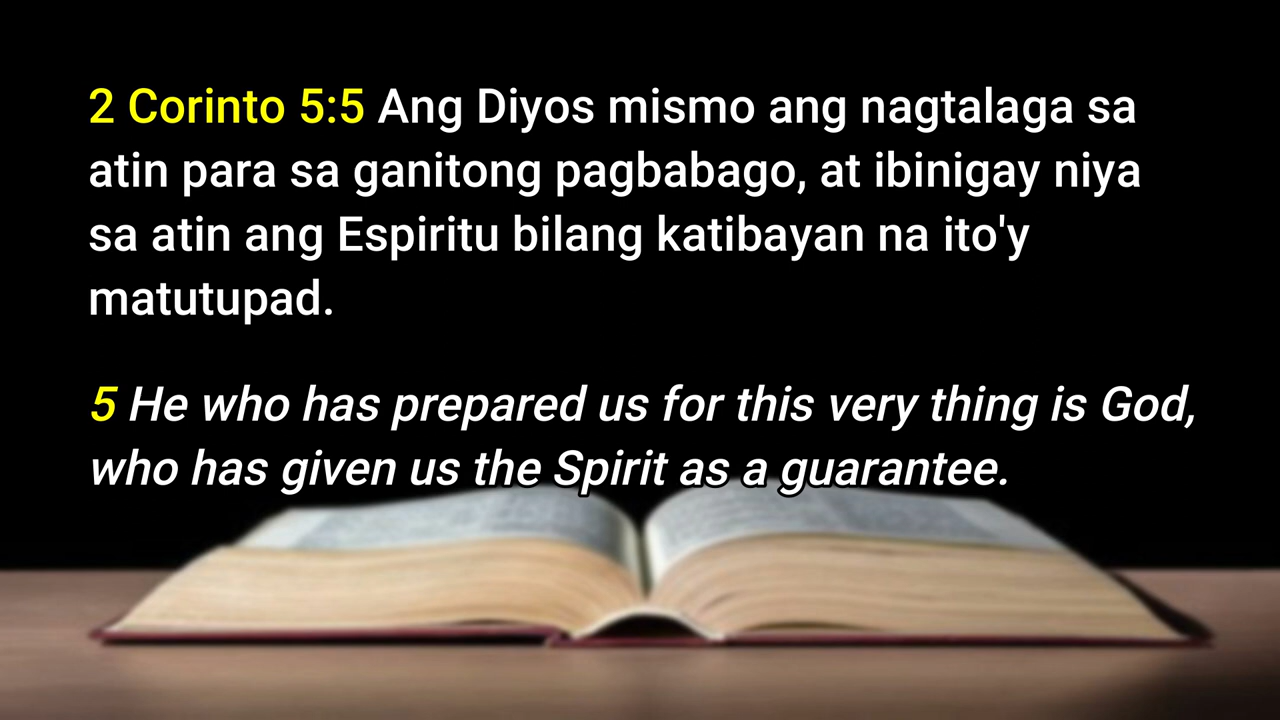 2 Corinto 5:5 Ang Diyos mismo ang nagtalaga sa
atin para sa ganitong pagbabago, at ibinigay niya
sa atin ang Espiritu bilang katibayan na ito'y
matutupad.
5 He who has prepared us for this very thing is God,
who has given us the Spirit as a guarantee.